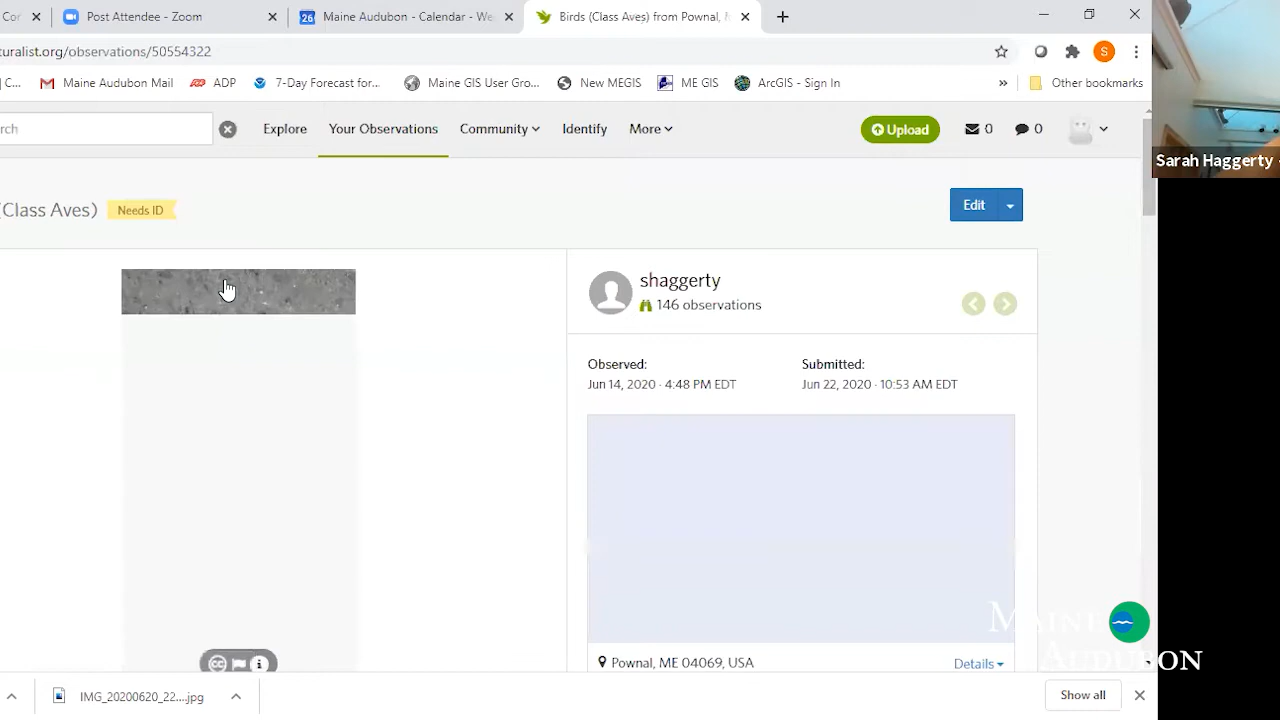 Cor
Post Attendee - Zoom
Maine Audubon - Calendar - We
Birds (Class Aves) from Pownal, M
uralist.org/observations/50554322
C...
Maine Audubon Mail
ADP
7-Day Forecast for...
Maine GIS User Gro...
New MEGIS
ME GIS
ArcGIS - Sign In
»
Other bookmarks
rch
Explore
Your Observations
Community
Identify
More
Upload
0
0
Sarah Haggerty -
(Class Aves)
Needs ID
Edit
shaggerty
146 observations
Observed:
Submitted:
Jun 14, 2020 · 4:48 PM EDT
Jun 22, 2020 · 10:53 AM EDT
MAINE
AUDUBON
Pownal, ME 04069, USA
Details
IMG_20200620_22....jpg
Show all